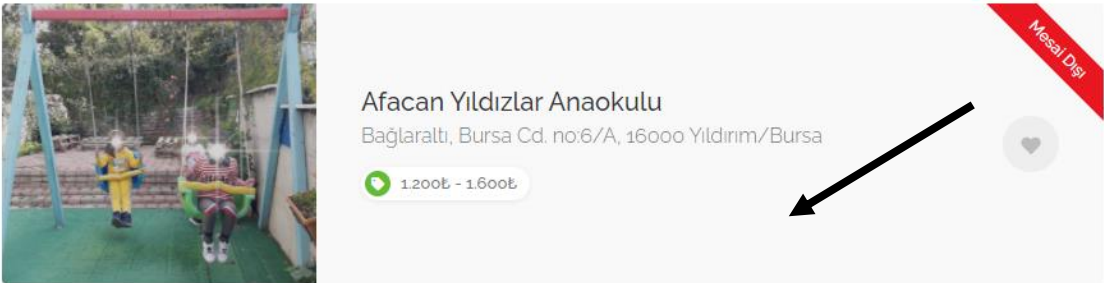 Mesai Dışı
Afacan Yıldızlar Anaokulu
Bağlaraltı, Bursa Cd. no:6/A, 16000 Yıldırım/Bursa
1.200₺ - 1.600₺